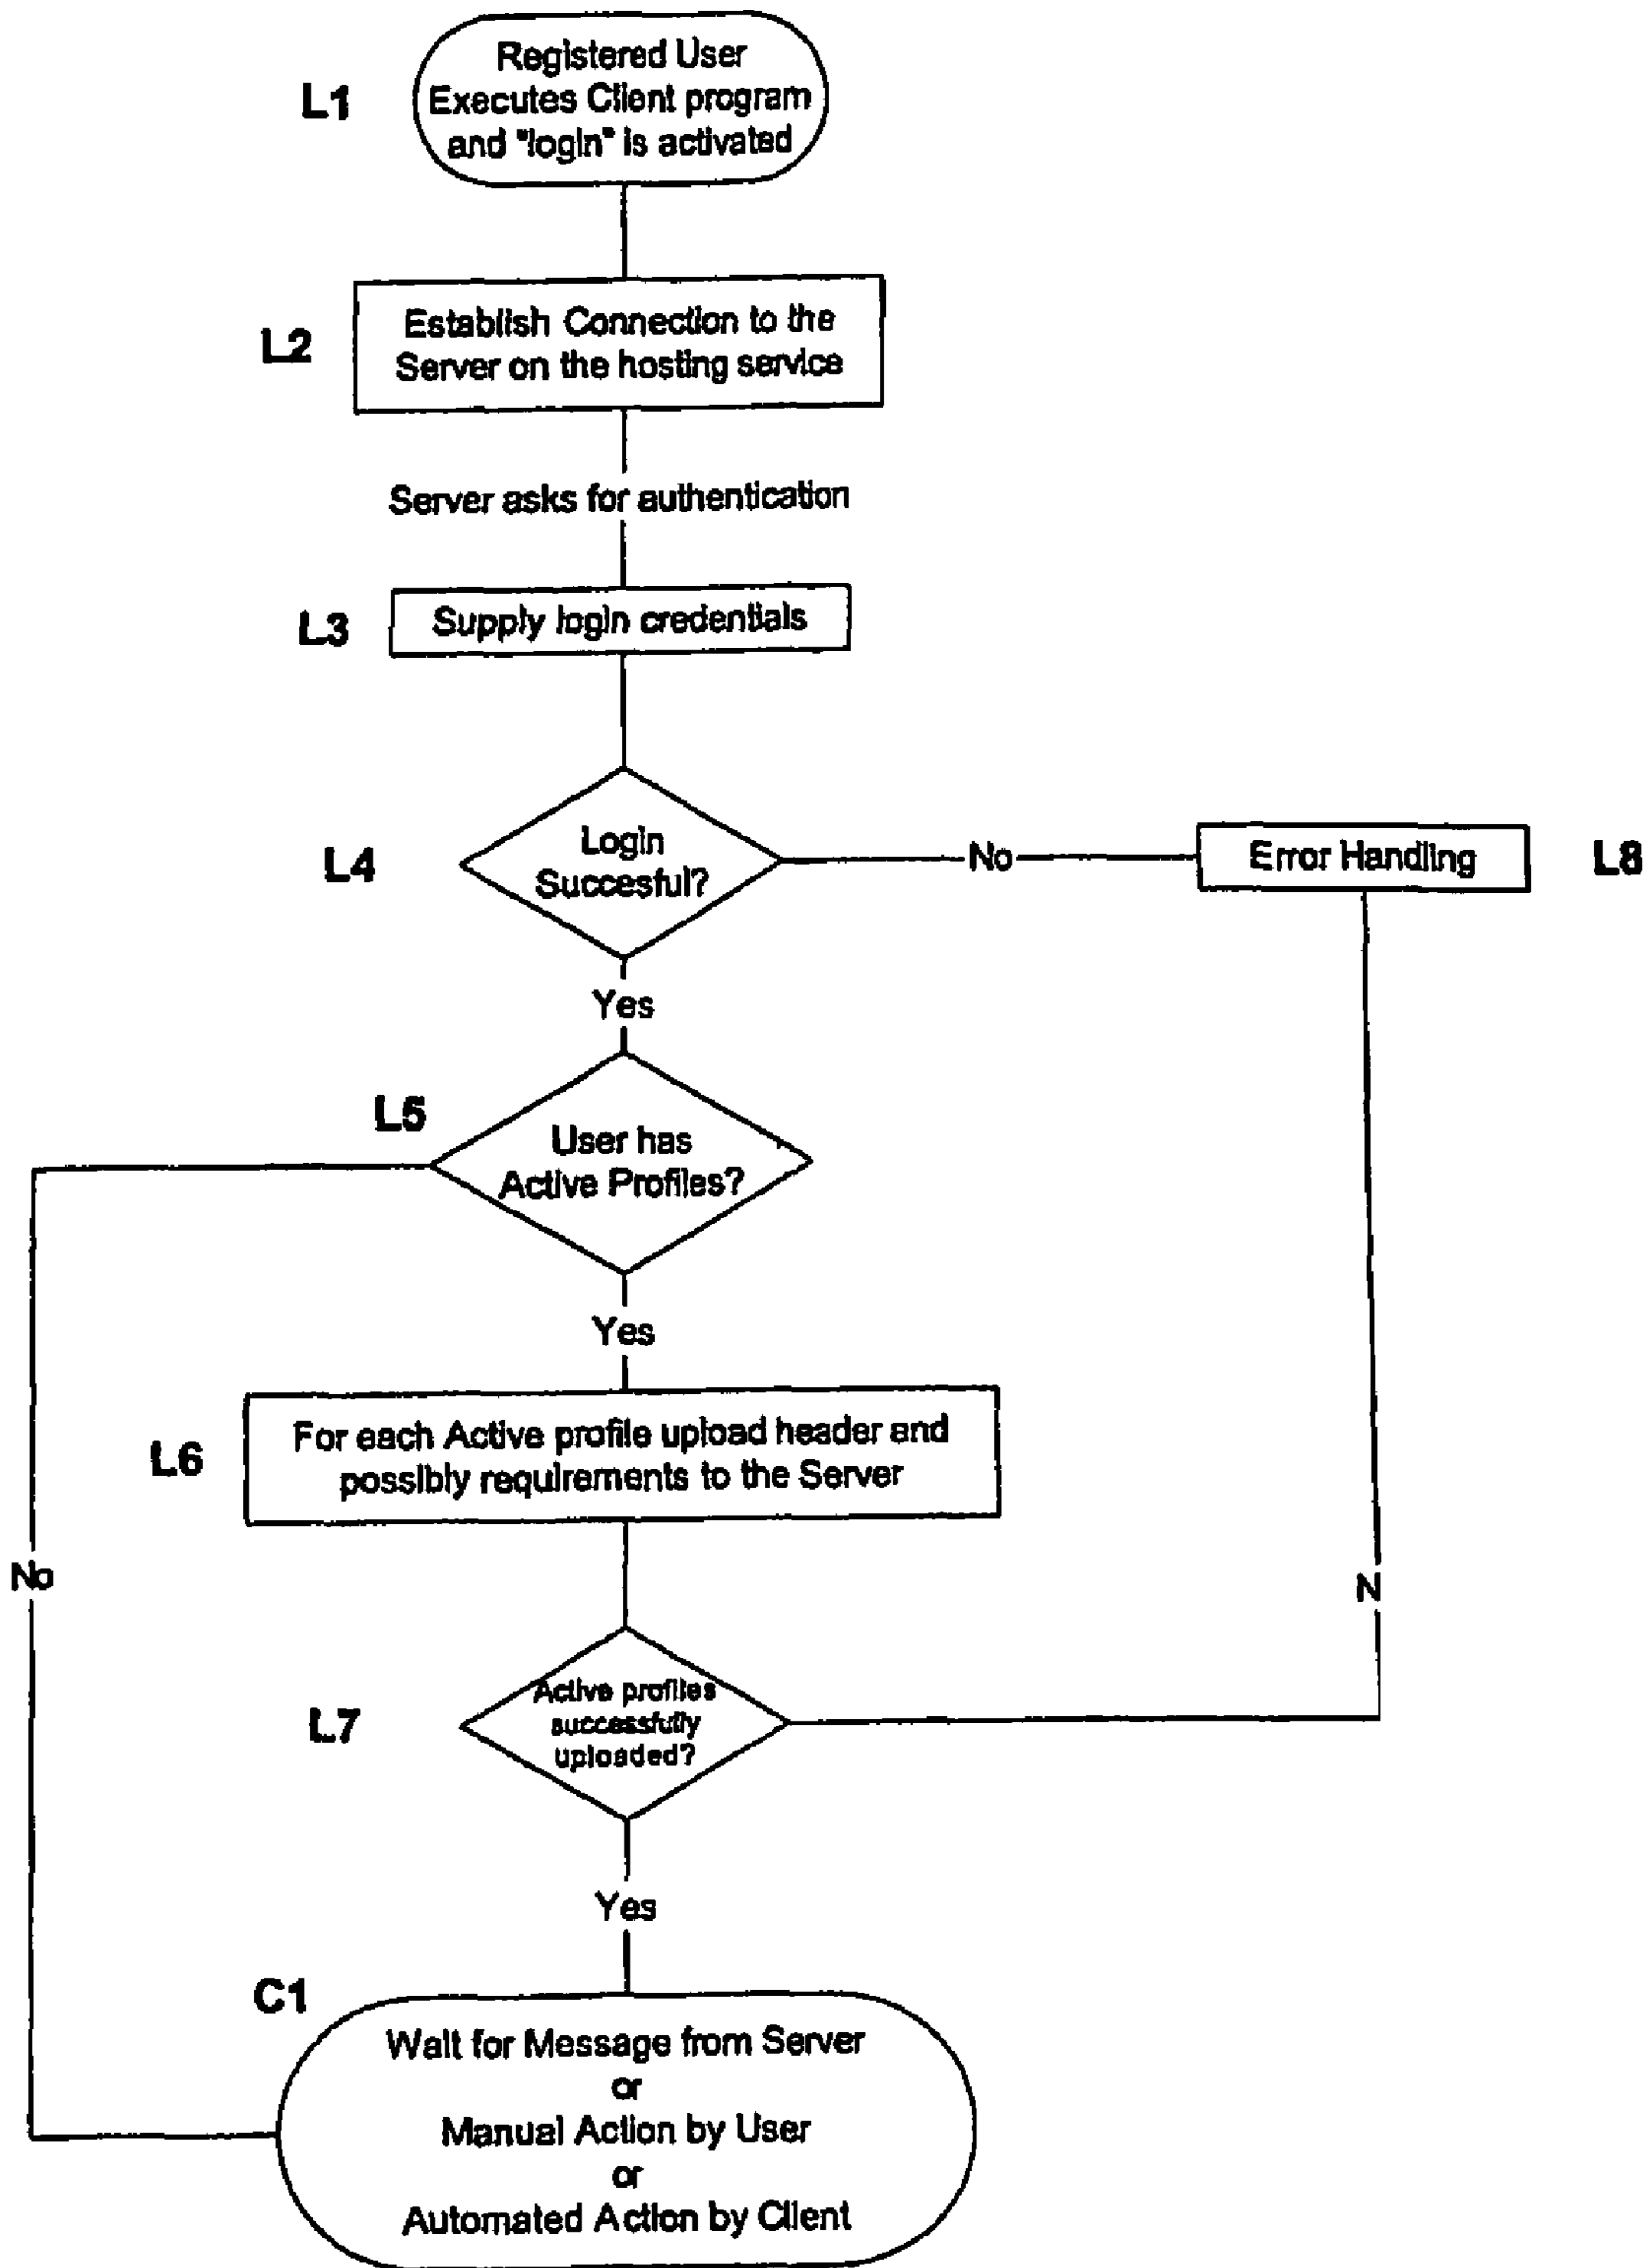 L1
Registered User
Executes Client program
and "login" is activated
L2
Establish Connection to the
Server on the hosting service
Server asks for authentication
L3
Supply login credentials
L4
Login
Succesful?
No
Error Handling
L8
Yes
L5
User has
Active Profiles?
Yes
L6
For each Active profile upload header and
possibly requirements to the Server
No
N
L7
Active profiles
successfully
uploaded?
Yes
C1
Wait for Message from Server
or
Manual Action by User
or
Automated Action by Client